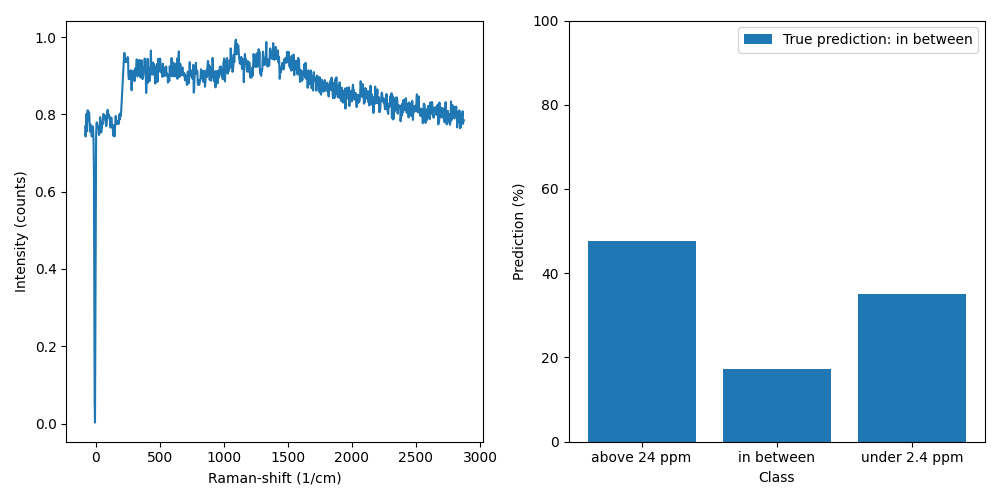 1.0
0.8
0.6
0.4
0.2
0.0
0
500
1000
1500
2000
2500
3000
Raman-shift (1/cm)
Intensity (counts)
100
80
60
40
20
0
True prediction: in between
above 24 ppm
in between
under 2.4 ppm
Class
Prediction (%)